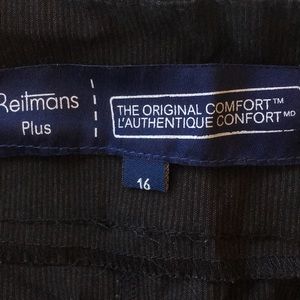 Reitmans
Plus
THE ORIGINAL COMFORT™
L'AUTHENTIQUE CONFORT MD
16